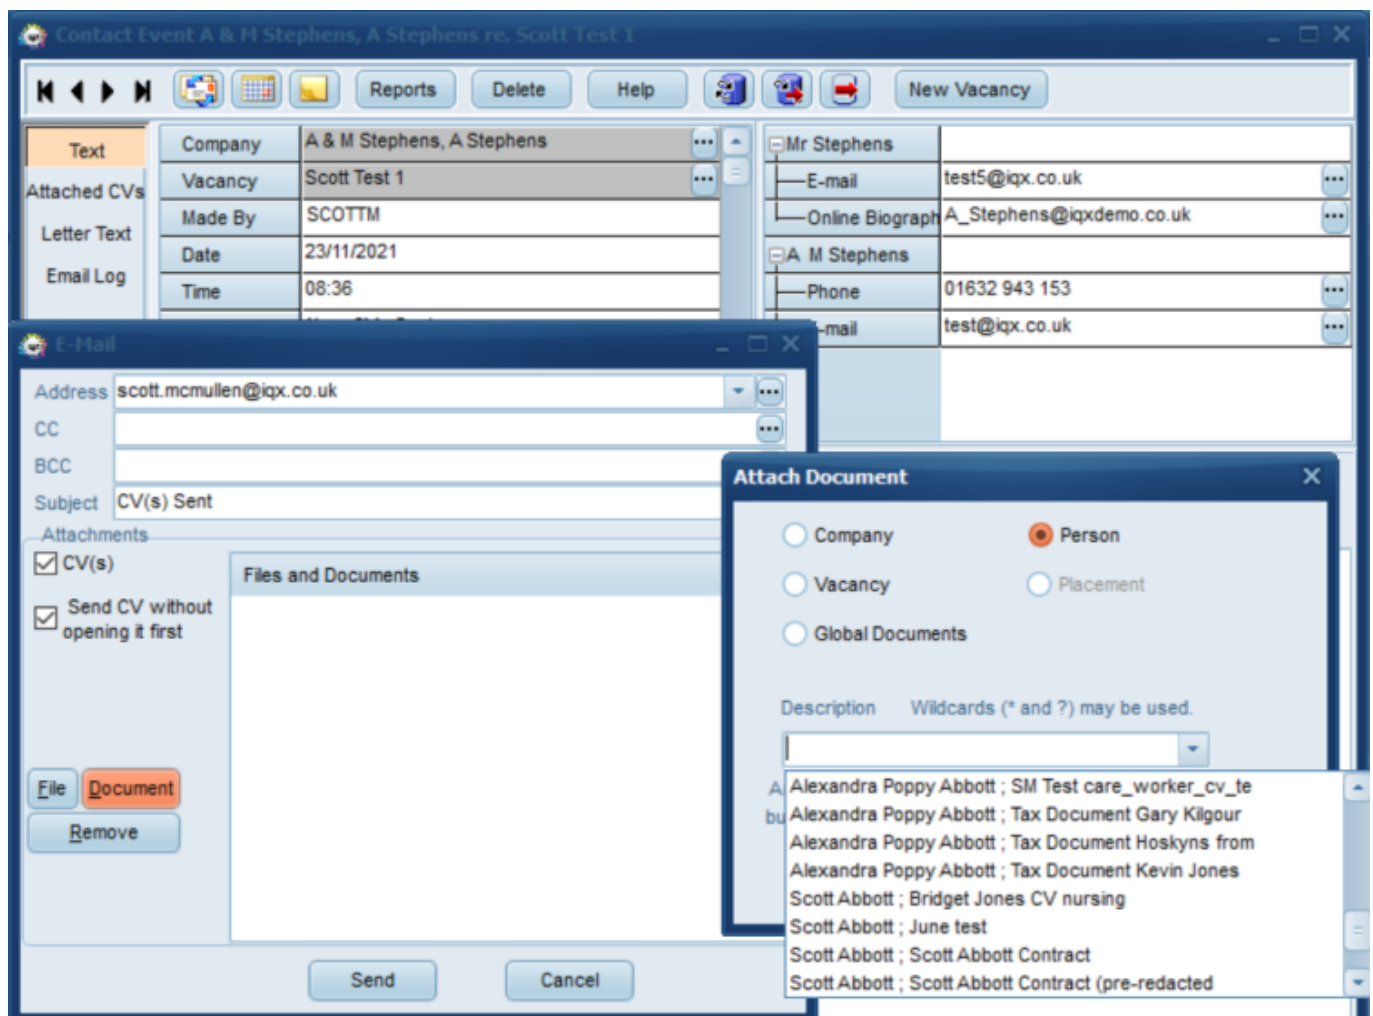 Contact Event A & M Stephens, A Stephens re. Scott Test 1
Reports Delete Help New Vacancy
Text
Attached CVs
Letter Text
Email Log
Company A & M Stephens, A Stephens
Vacancy Scott Test 1
Made By SCOTTM
Date 23/11/2021
Time 08:36
Mr Stephens
E-mail test5@iqx.co.uk
Online Biograph A_Stephens@iqxdemo.co.uk
A M Stephens
Phone 01632 943 153
-mail test@iqx.co.uk
E-Mail
Address scott.mcmullen@iqx.co.uk
CC
BCC
Subject CV(s) Sent
Attachments
CV(s)
Send CV without
opening it first
Files and Documents
File Document
Remove
Send Cancel
Attach Document
Company Person
Vacancy Placement
Global Documents
Description Wildcards (* and ?) may be used.
A
bu
Alexandra Poppy Abbott ; SM Test care_worker_cv_te
Alexandra Poppy Abbott ; Tax Document Gary Kilgour
Alexandra Poppy Abbott ; Tax Document Hoskyns from
Alexandra Poppy Abbott ; Tax Document Kevin Jones
Scott Abbott ; Bridget Jones CV nursing
Scott Abbott ; June test
Scott Abbott ; Scott Abbott Contract
Scott Abbott ; Scott Abbott Contract (pre-redacted